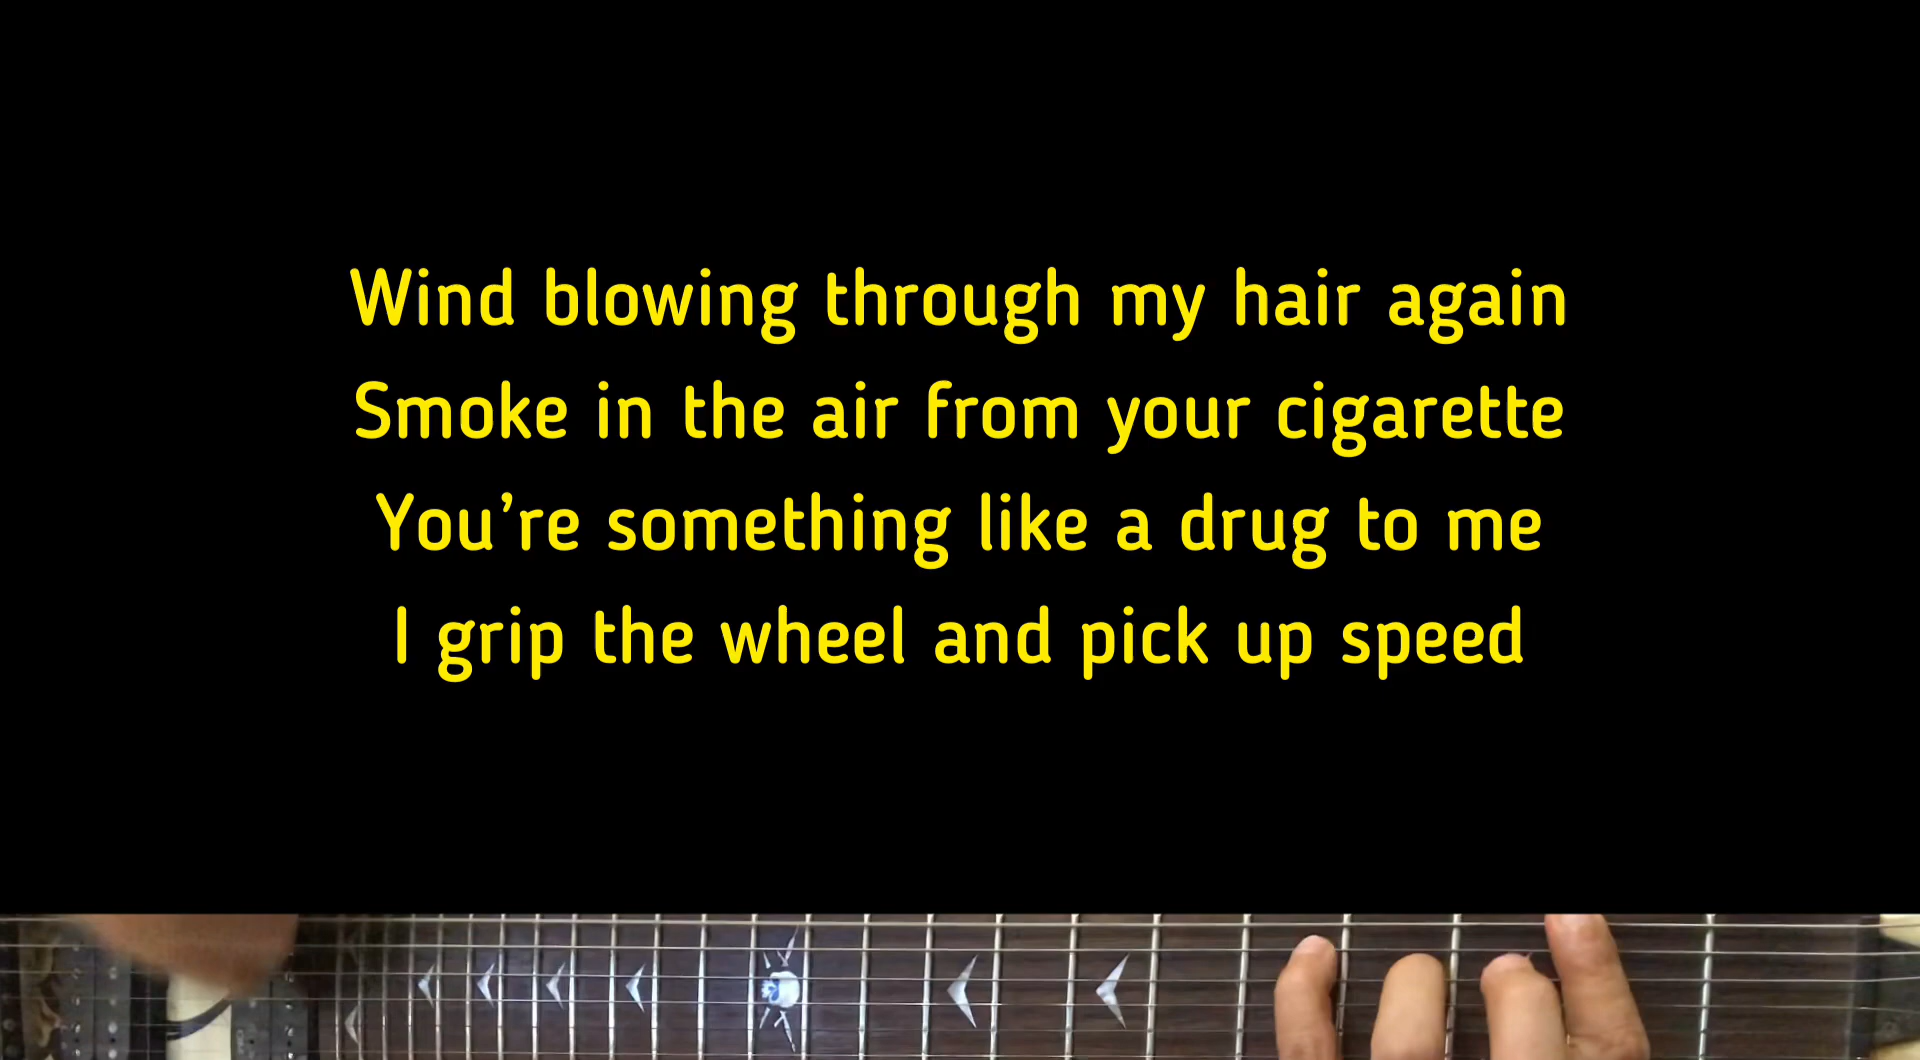 Wind blowing through my hair again
Smoke in the air from your cigarette
You’re something like a drug to me
I grip the wheel and pick up speed